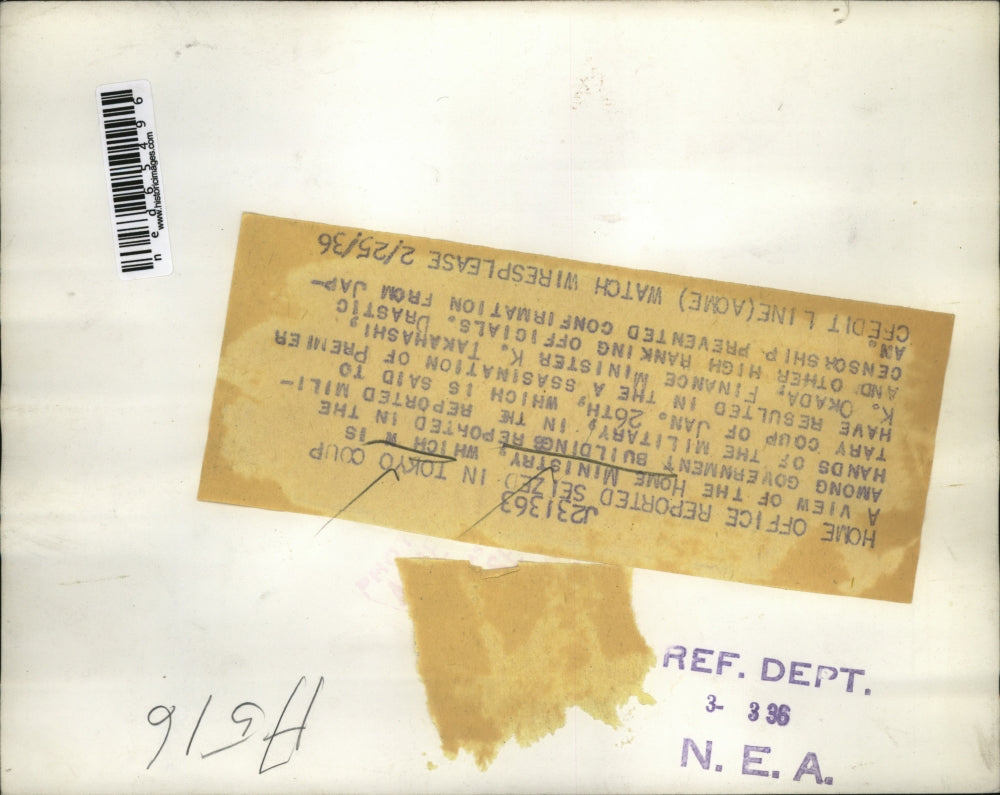 J231363
HOME OFFICE REPORTED SEIZED IN TOKYO COUP
A VIEW OF THE HOME MINISTRY, WHICH W IS
AMONG GOVERNMENT BUILDINGS REPORTED IN THE
HANDS OF THE MILITARY, IN THE REPORTED MILI-
TARY COUP OF JAN. 26TH, WHICH IS SAID TO
HAVE RESULTED IN THE A SSASINATION OF PREMIER
K. OKADA; FINANCE MINISTER K. TAKAHASHI,
AND OTHER HIGH RANKING OFFICIALS. DRASTIC
CENSORSHIP PREVENTED CONFIRMATION FROM JAP-
AN.
CREDIT LINE(ACME) WATCH WIRESPLEASE 2/25/36
ned65496
www.historicimages.com
REF. DEPT.
3- 3 36
N. E. A.
A516